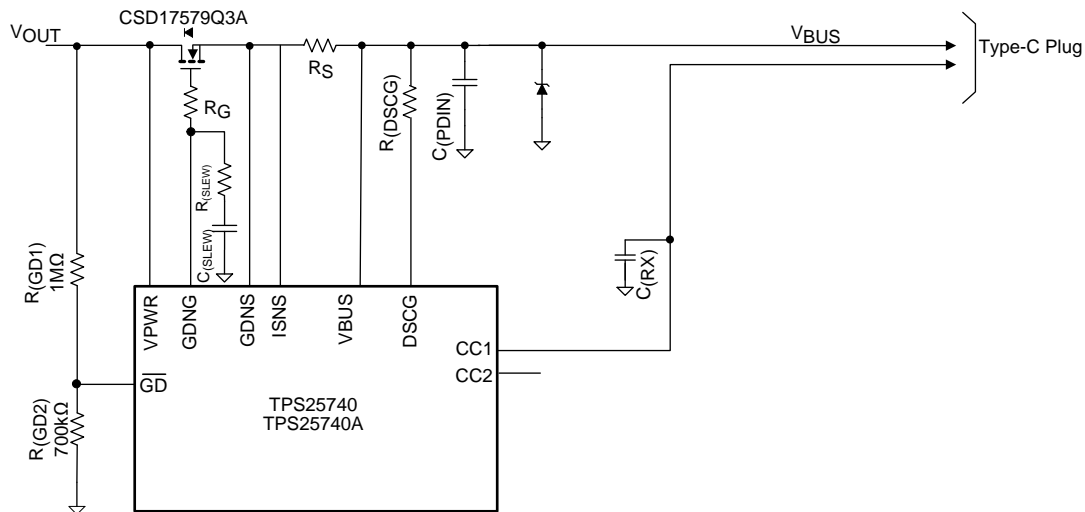 CSD17579Q3A
VOUT
VBUS
Type-C Plug
RS
RG
R(DSCG)
C(PDIN)
R(SLEW)
C(SLEW)
R(GD1)
1MΩ
C(RX)
VPWR
GDNG
GDNS
ISNS
VBUS
DSCG
CC1
CC2
GD
TPS25740
TPS25740A
R(GD2)
700kΩ